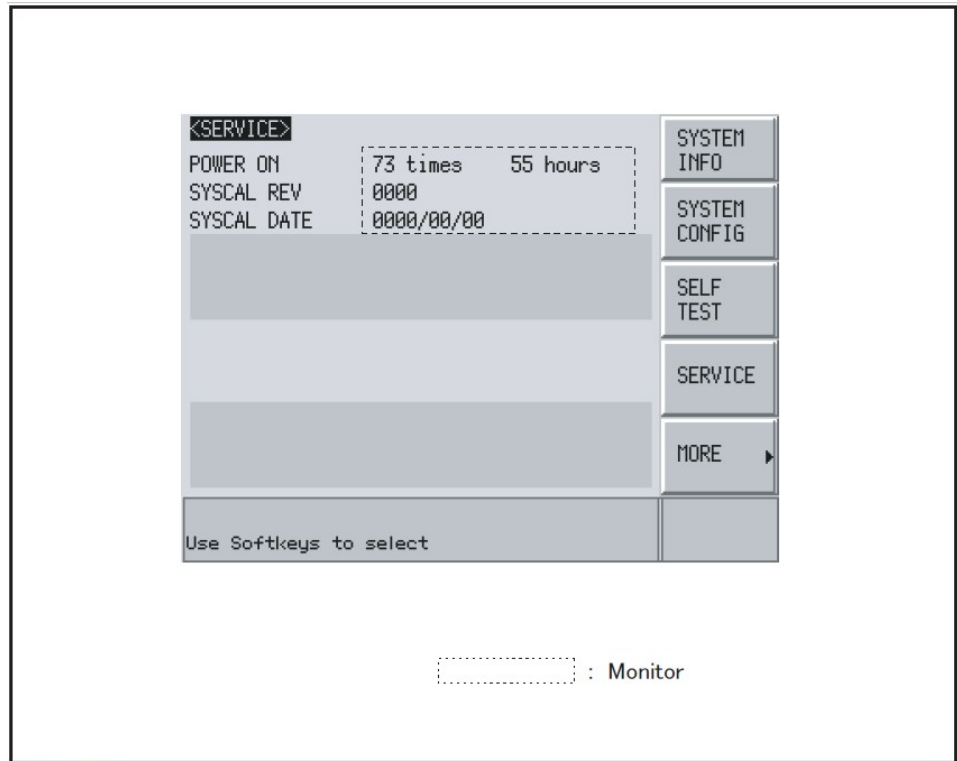 <SERVICE>
POWER ON 73 times 55 hours
SYSCAL REV 0000
SYSCAL DATE 0000/00/00
SYSTEM
INFO
SYSTEM
CONFIG
SELF
TEST
SERVICE
MORE
Use Softkeys to select
: Monitor